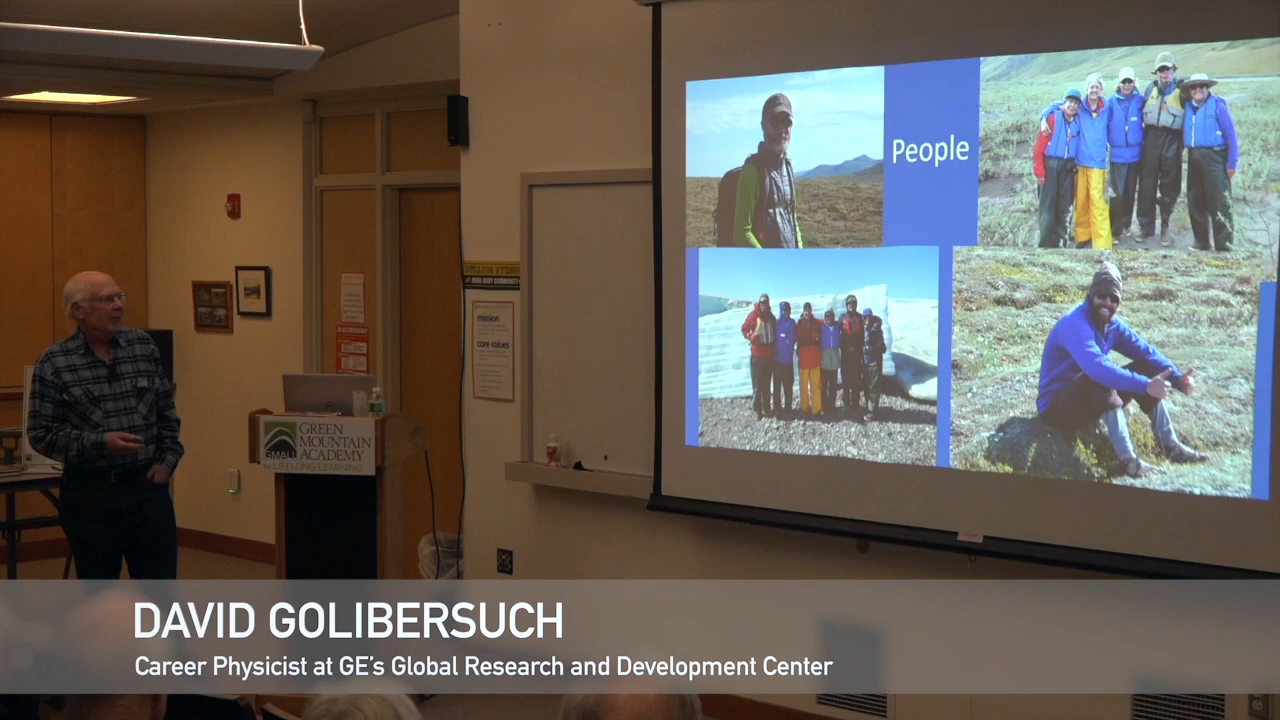 People
mission
core values
GREEN
MOUNTAIN
GMALL ACADEMY
for LIFELONG LEARNING
DAVID GOLIBERSUCH
Career Physicist at GE's Global Research and Development Center